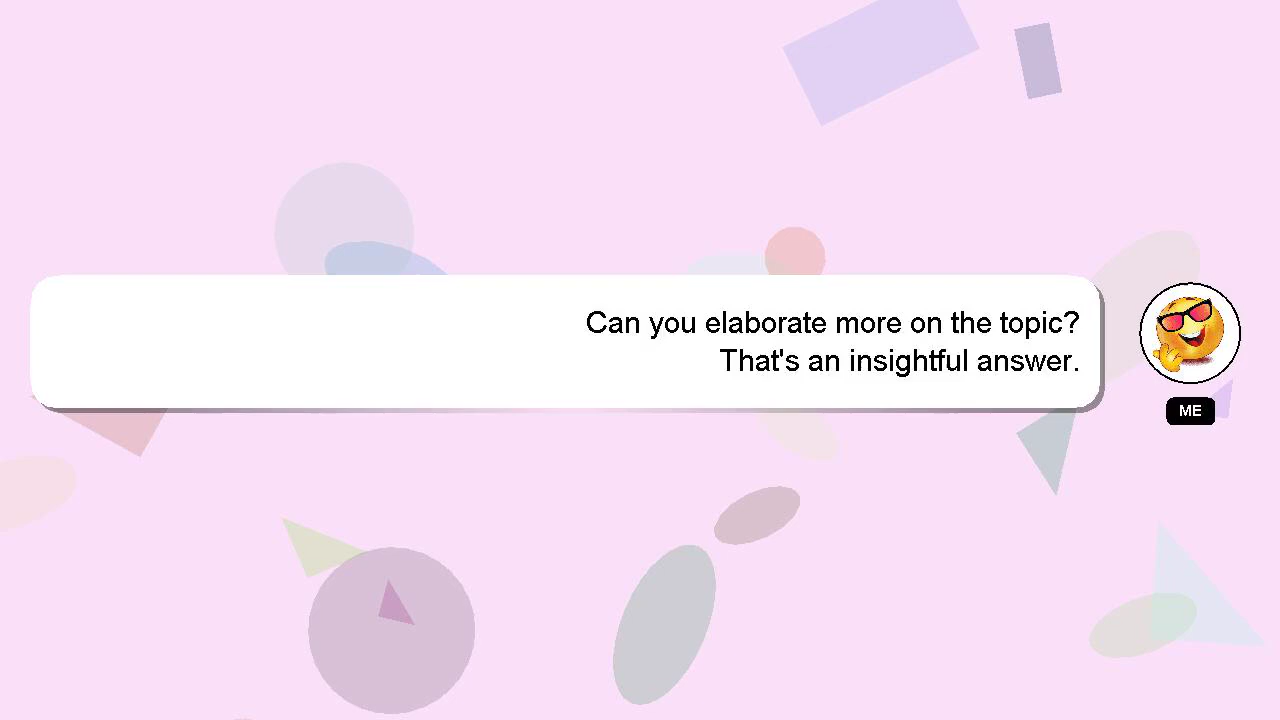 Can you elaborate more on the topic?
That's an insightful answer.
ME